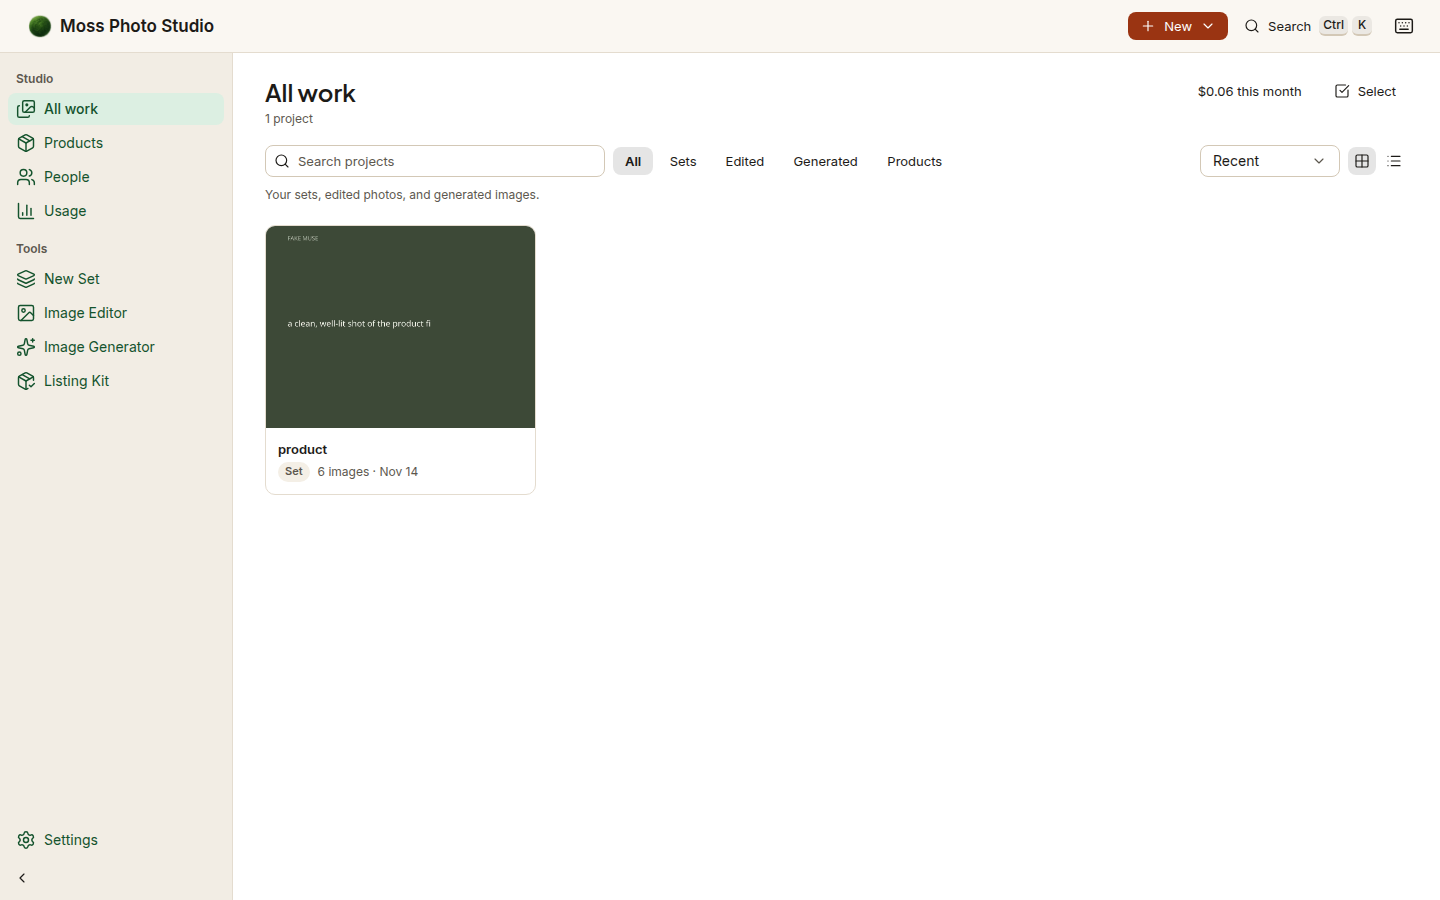 Moss Photo Studio
New
Search Ctrl K
Studio
All work
Products
People
Usage
Tools
New Set
Image Editor
Image Generator
Listing Kit
Settings
All work
1 project
$0.06 this month
Select
Search projects
All
Sets
Edited
Generated
Products
Recent
Your sets, edited photos, and generated images.
FAKE MUSE
a clean, well-lit shot of the product fi
product
Set 6 images · Nov 14